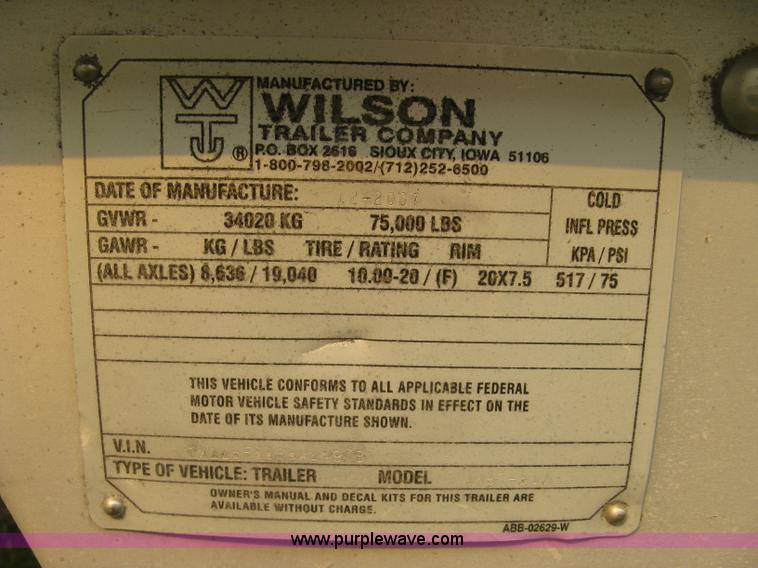 MANUFACTURED BY:
WILSON
TRAILER COMPANY
P.O. BOX 2616 SIOUX CITY, IOWA 51106
1-800-798-2002/(712)252-6500
DATE OF MANUFACTURE: 12-2007
COLD
GVWR - 34020 KG 75,000 LBS
INFL PRESS
GAWR - KG / LBS TIRE / RATING RIM
KPA / PSI
(ALL AXLES) 8,636 / 19,040 10.00-20 / (F) 20X7.5 517 / 75
THIS VEHICLE CONFORMS TO ALL APPLICABLE FEDERAL
MOTOR VEHICLE SAFETY STANDARDS IN EFFECT ON THE
DATE OF ITS MANUFACTURE SHOWN.
V.I.N.
TYPE OF VEHICLE: TRAILER MODEL
OWNER'S MANUAL AND DECAL KITS FOR THIS TRAILER ARE
AVAILABLE WITHOUT CHARGE.
ABB-02629-W
www.purplewave.com